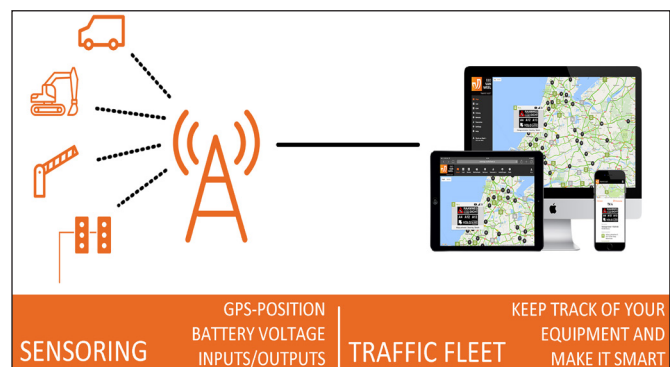 GPS-POSITION
BATTERY VOLTAGE
SENSORING INPUTS/OUTPUTS
KEEP TRACK OF YOUR
EQUIPMENT AND
TRAFFIC FLEET MAKE IT SMART